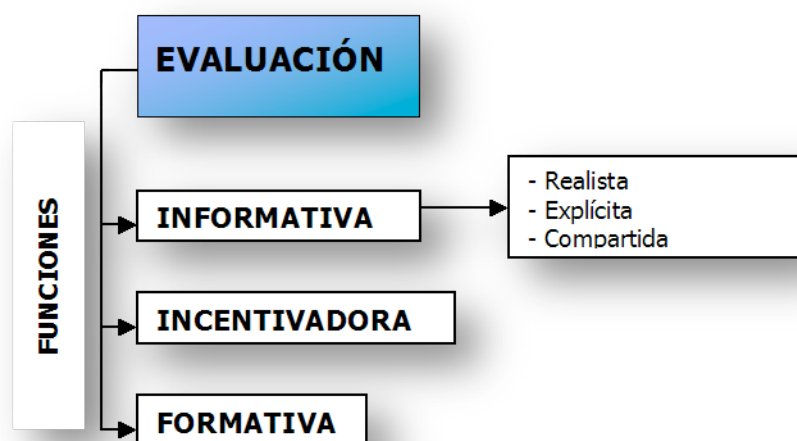 EVALUACIÓN
FUNCIONES
INFORMATIVA
- Realista
- Explícita
- Compartida
INCENTIVADORA
FORMATIVA